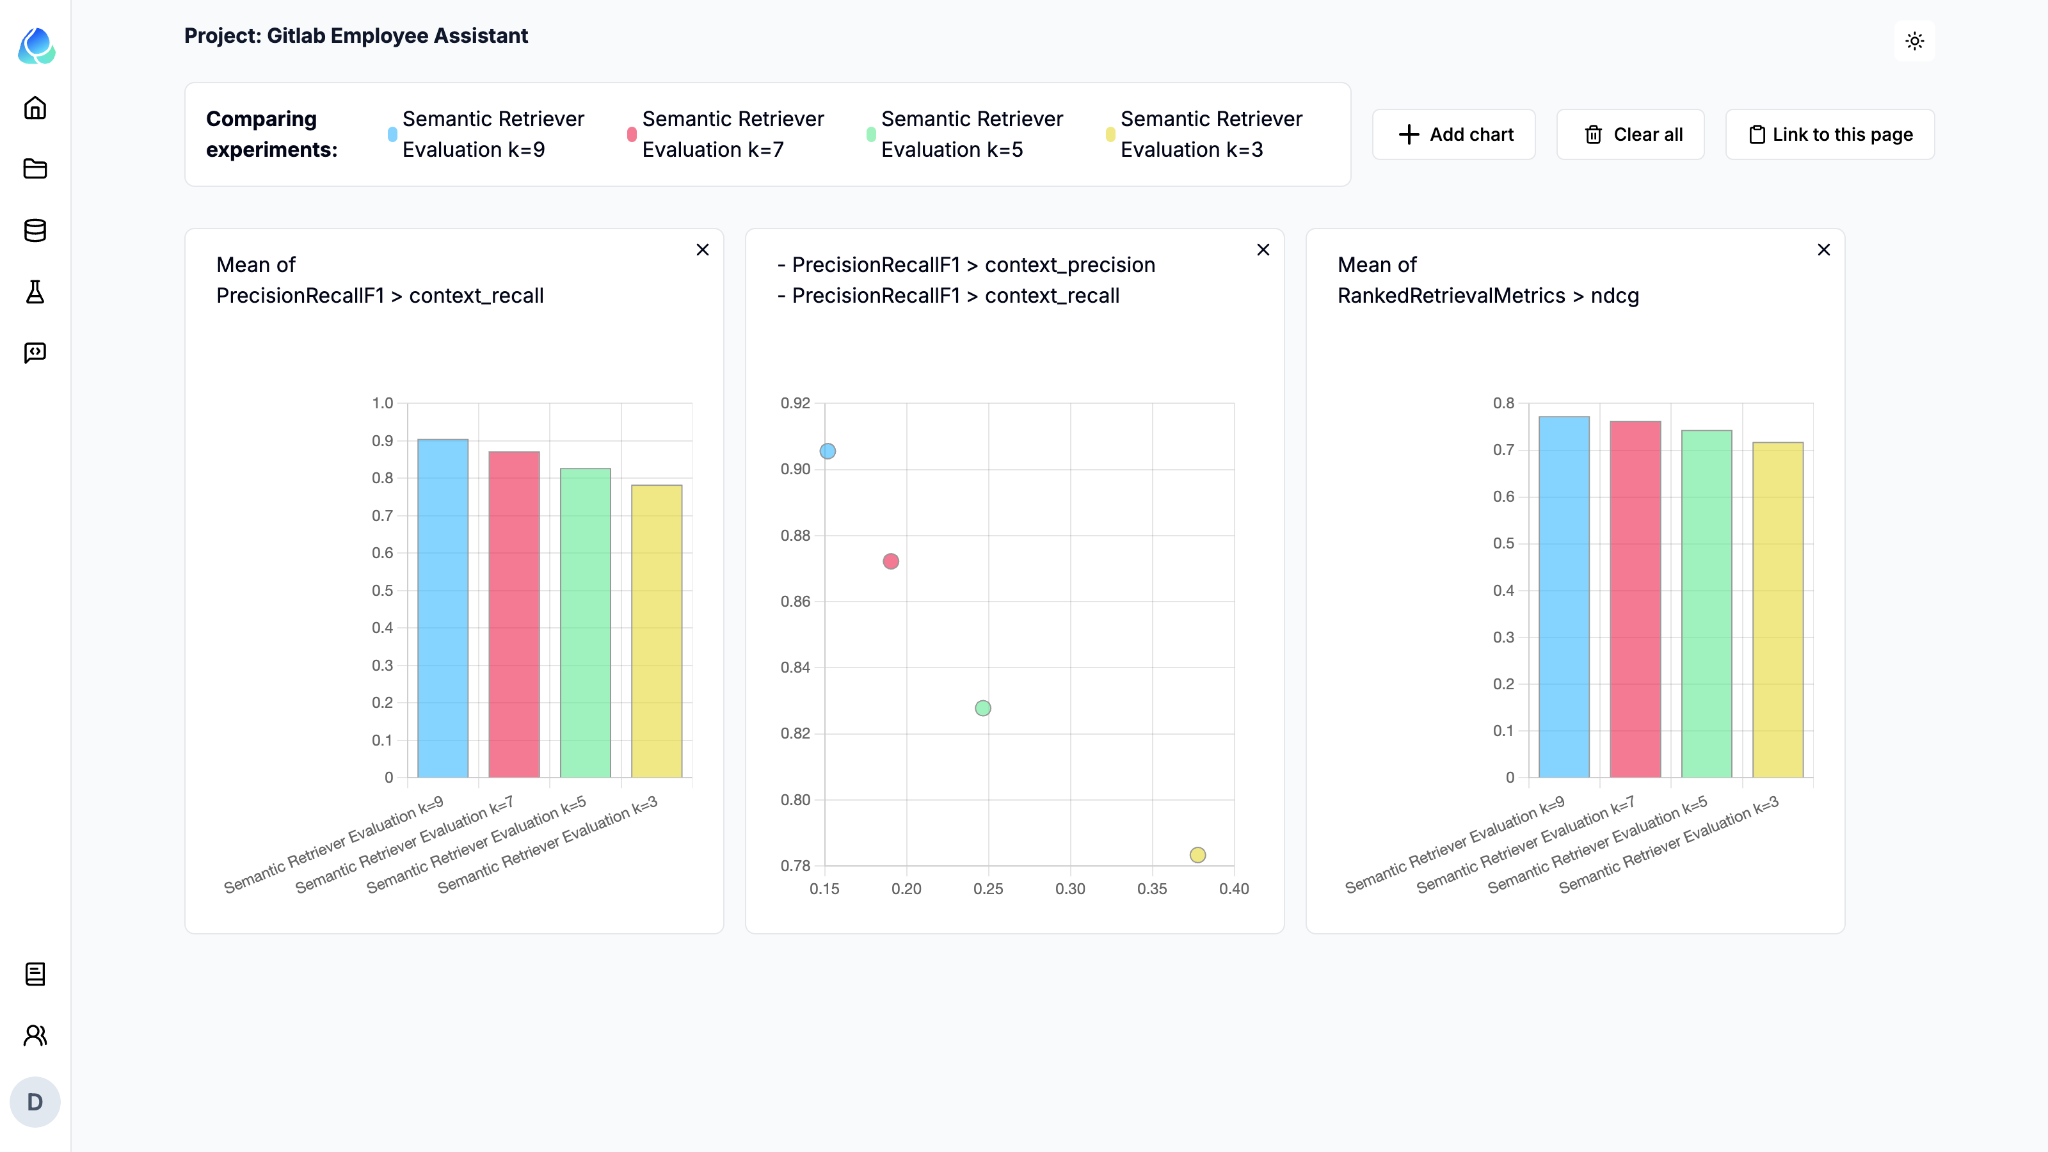 Project: Gitlab Employee Assistant
Comparing
experiments:
Semantic Retriever
Evaluation k=9
Semantic Retriever
Evaluation k=7
Semantic Retriever
Evaluation k=5
Semantic Retriever
Evaluation k=3
Add chart
Clear all
Link to this page
Mean of
PrecisionRecallF1 > context_recall
1.0
0.9
0.8
0.7
0.6
0.5
0.4
0.3
0.2
0.1
0
Semantic Retriever Evaluation k=9
Semantic Retriever Evaluation k=7
Semantic Retriever Evaluation k=5
Semantic Retriever Evaluation k=3
- PrecisionRecallF1 > context_precision
- PrecisionRecallF1 > context_recall
0.92
0.90
0.88
0.86
0.84
0.82
0.80
0.78
0.15 0.20 0.25 0.30 0.35 0.40
Mean of
RankedRetrievalMetrics > ndcg
0.8
0.7
0.6
0.5
0.4
0.3
0.2
0.1
0
Semantic Retriever Evaluation k=9
Semantic Retriever Evaluation k=7
Semantic Retriever Evaluation k=5
Semantic Retriever Evaluation k=3
D